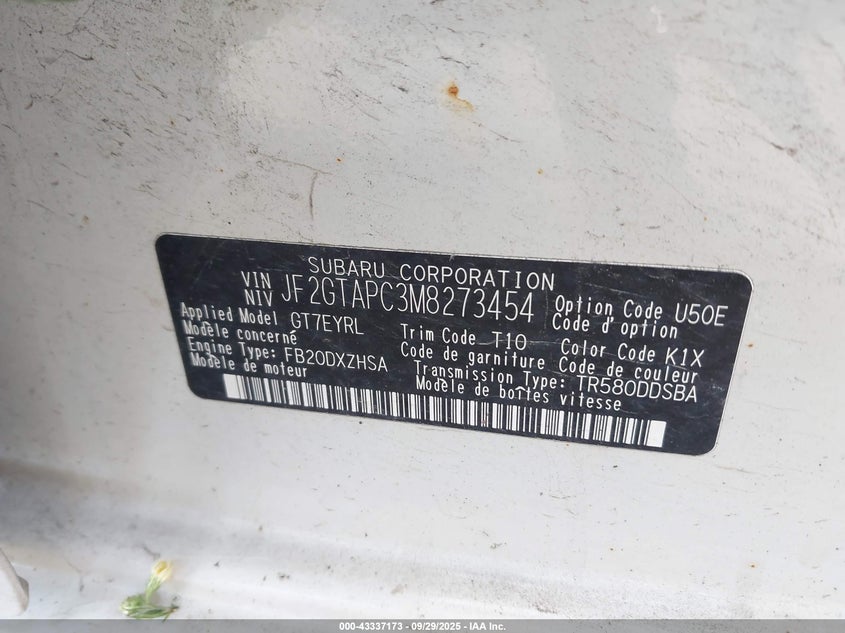 SUBARU CORPORATION
VIN NIV JF2GTAPC3M8273454 Option Code Code d'option U50E
Applied Model Modèle concerné GT7EYRL Trim Code Code de garniture T10 Color Code Code de couleur K1X
Engine Type: Modèle de moteur FB20DXZHSA Transmission Type: Modèle de boîtes vitesse TR580DDSBA
000-43337173 - 09/29/2025 - IAA Inc.